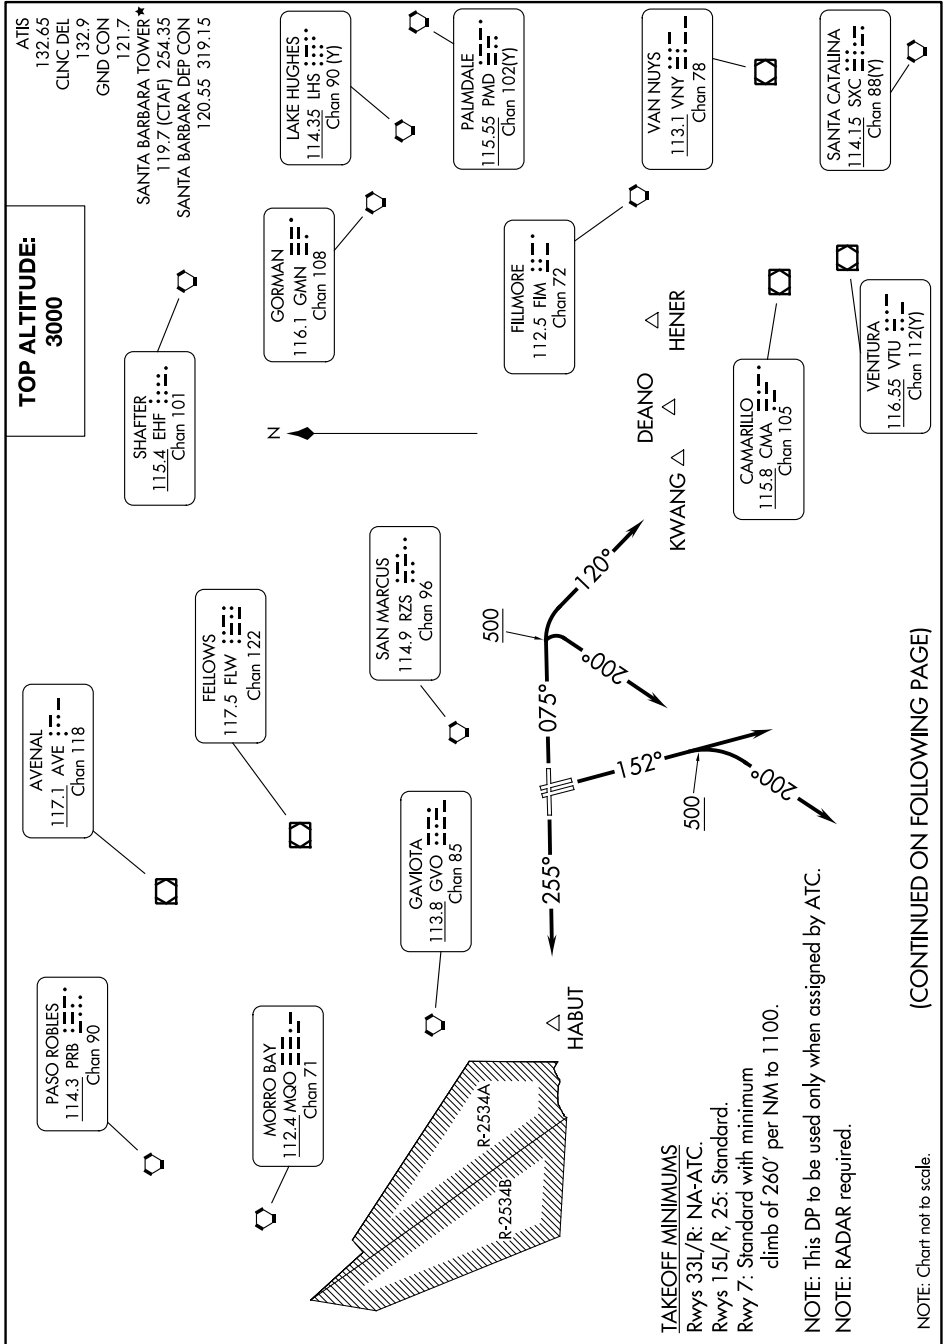 ATIS
132.65
CLNC DEL
132.9
GND CON
121.7
SANTA BARBARA TOWER★
119.7 (CTAF) 254.35
SANTA BARBARA DEP CON
120.55 319.15
TOP ALTITUDE:
3000
PASO ROBLES
114.3 PRB
Chan 90
AVENAL
117.1 AVE
Chan 118
SHAFTER
115.4 EHF
Chan 101
MORRO BAY
112.4 MQO
Chan 71
FELLOWS
117.5 FLW
Chan 122
GORMAN
116.1 GMN
Chan 108
LAKE HUGHES
114.35 LHS
Chan 90 (Y)
N
GAVIOTA
113.8 GVO
Chan 85
SAN MARCUS
114.9 RZS
Chan 96
PALMDALE
115.55 PMD
Chan 102(Y)
FILLMORE
112.5 FIM
Chan 72
VAN NUYS
113.1 VNY
Chan 78
R-2534A
R-2534B
HABUT
255°
075°
500
120°
200°
152°
500
200°
KWANG
DEANO
HENER
CAMARILLO
115.8 CMA
Chan 105
VENTURA
116.55 VTU
Chan 112(Y)
SANTA CATALINA
114.15 SXC
Chan 88(Y)
TAKEOFF MINIMUMS
Rwys 33L/R: NA-ATC.
Rwys 15L/R, 25: Standard.
Rwy 7: Standard with minimum
climb of 260' per NM to 1100.
NOTE: This DP to be used only when assigned by ATC.
NOTE: RADAR required.
(CONTINUED ON FOLLOWING PAGE)
NOTE: Chart not to scale.